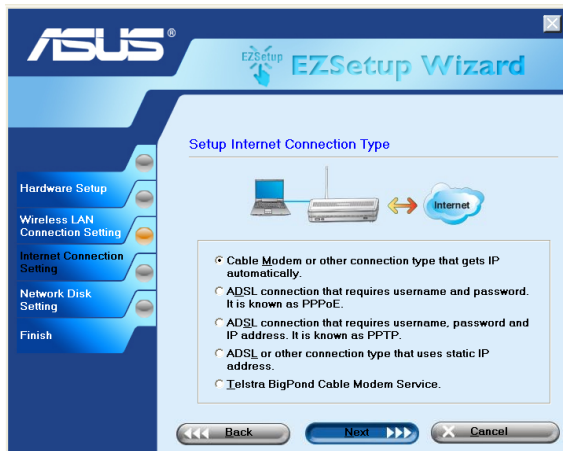 ASUS®
EZSetup
EZSetup Wizard
Setup Internet Connection Type
Hardware Setup
Wireless LAN
Connection Setting
Internet Connection
Setting
Network Disk
Setting
Finish
Internet
Cable Modem or other connection type that gets IP
automatically.
ADSL connection that requires username and password.
It is known as PPPoE.
ADSL connection that requires username, password and
IP address. It is known as PPTP.
ADSL or other connection type that uses static IP
address.
Telstra BigPond Cable Modem Service.
Back
Next
Cancel